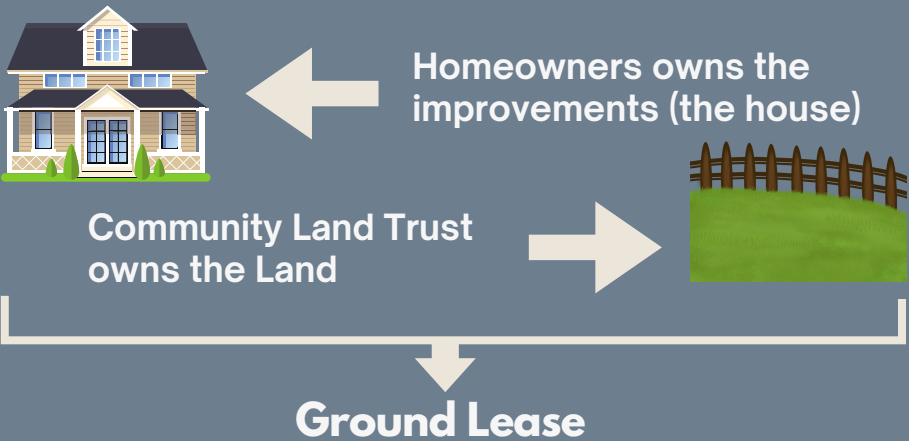 Homeowners owns the
improvements (the house)
Community Land Trust
owns the Land
Ground Lease